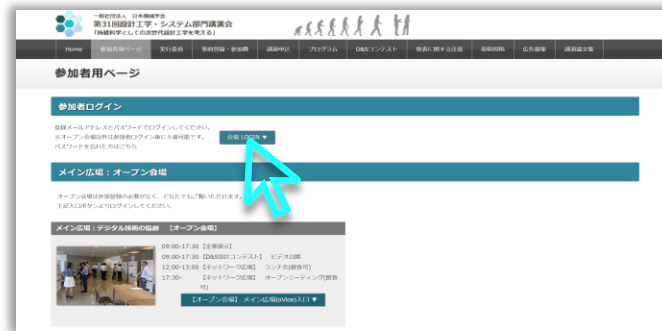 一般社団法人 日本機械学会
第31回設計工学・システム部門講演会
「持続科学としての次世代設計工学を考える」
Home 参加者用ページ 実行委員 事前登録・参加費 講演申込 プログラム D&Sコンテスト 発表に関する注意 原稿投稿 広告募集 講演論文集
参加者用ページ
参加者ログイン
登録メールアドレスとパスワードでログインしてください。
※オープン会場以外は参加者ログイン後に入場可能です。
パスワードを忘れた方はこちら
会場 LOGIN ▼
メイン広場：オープン会場
オープン会場は参加登録の必要がなく、どなたでもご覧いただけます。
下記入口ボタンよりログインしてください。
メイン広場：デジタル技術の協創 【オープン会場】
09:00-17:30 【企業展示】
09:00-17:30 【D&S設計コンテスト】 ビデオ公開
12:00-13:00 【ネットワーク広場】 ランチ会(飲食可)
17:30- 【ネットワーク広場】 オープンミーティング(飲食可)
【オープン会場】 メイン広場(oVice)入口 ▼